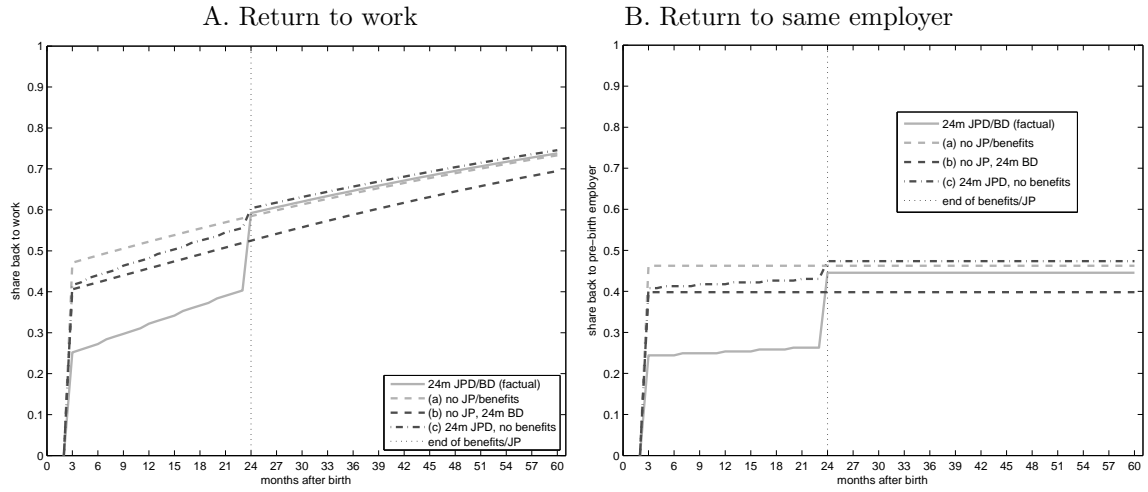 A. Return to work
1
0.9
0.8
0.7
0.6
0.5
0.4
0.3
0.2
0.1
0
share back to work
24m JPD/BD (factual)
(a) no JP/benefits
(b) no JP, 24m BD
(c) 24m JPD, no benefits
end of benefits/JP
0 3 6 9 12 15 18 21 24 27 30 33 36 39 42 45 48 51 54 57 60
months after birth
B. Return to same employer
1
0.9
0.8
0.7
0.6
0.5
0.4
0.3
0.2
0.1
0
share back to pre−birth employer
24m JPD/BD (factual)
(a) no JP/benefits
(b) no JP, 24m BD
(c) 24m JPD, no benefits
end of benefits/JP
0 3 6 9 12 15 18 21 24 27 30 33 36 39 42 45 48 51 54 57 60
months after birth